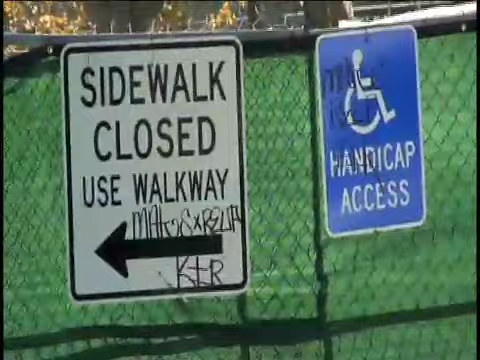 SIDEWALK
CLOSED
USE WALKWAY
HANDICAP
ACCESS